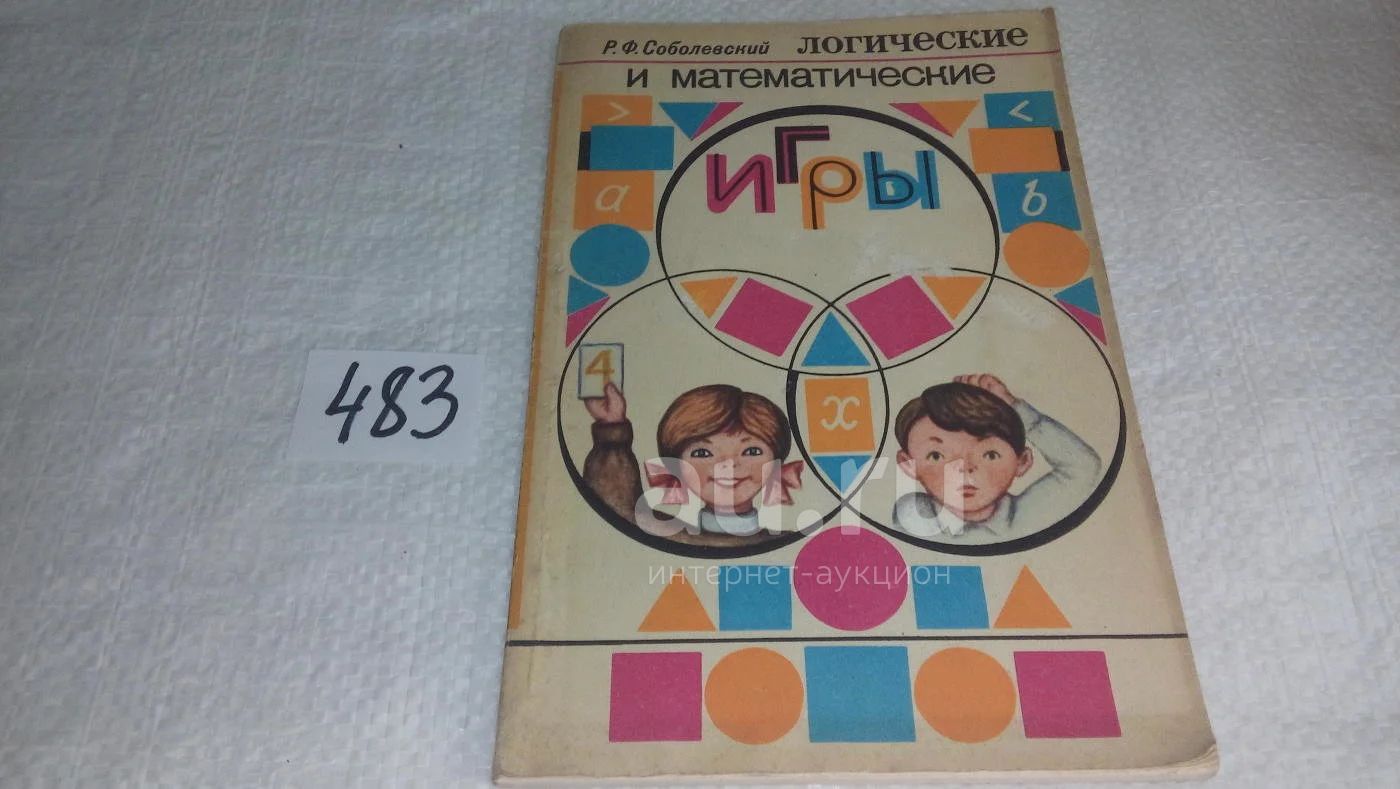 Р. Ф. Соболевский логические
и математические
> <
игры
a b
4
x
483
au.ru
интернет-аукцион